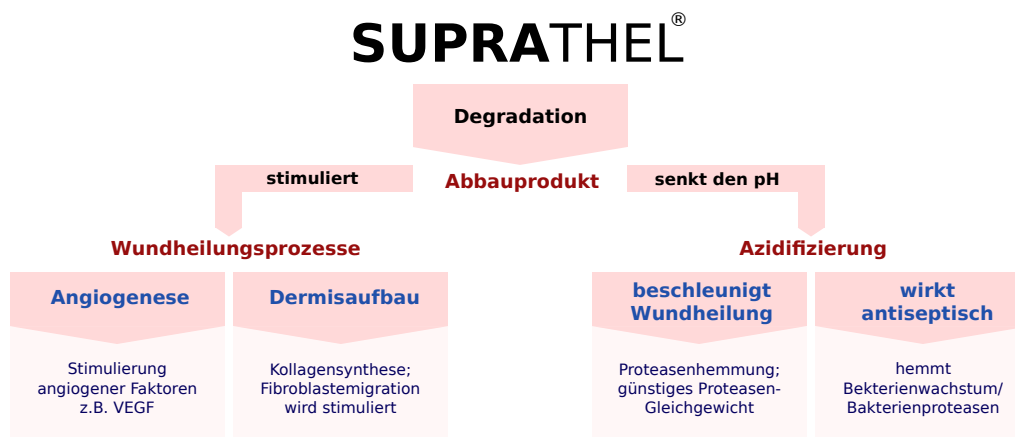 SUPRATHEL®
Degradation
stimuliert
Abbauprodukt
senkt den pH
Wundheilungsprozesse
Azidifizierung
Angiogenese
Dermisaufbau
beschleunigt
Wundheilung
wirkt
antiseptisch
Stimulierung
angiogener Faktoren
z.B. VEGF
Kollagensynthese;
Fibroblastemigration
wird stimuliert
Proteasenhemmung;
günstiges Proteasen-
Gleichgewicht
hemmt
Bekterienwachstum/
Bakterienproteasen